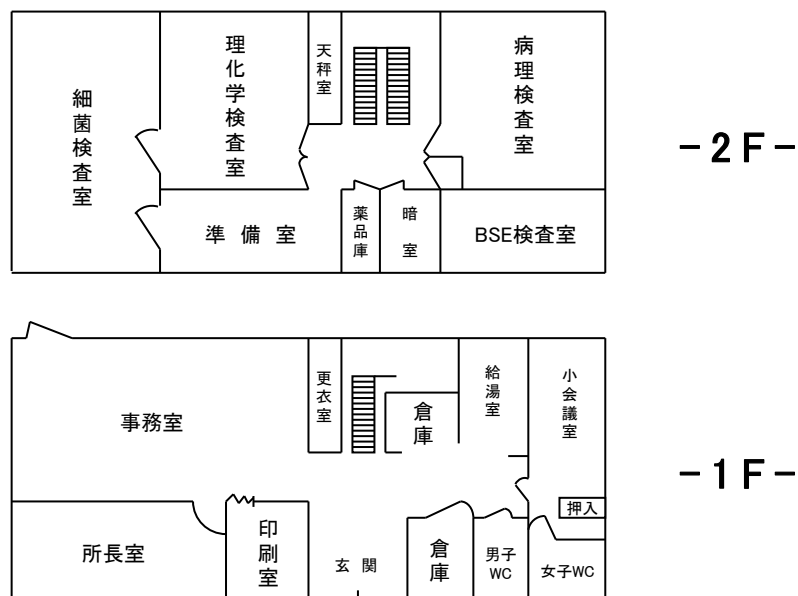 細菌検査室
理化学検査室
天秤室
病理検査室
準備室
薬品庫
暗室
BSE検査室
-2F-
事務室
更衣室
倉庫
給湯室
小会議室
押入
所長室
印刷室
玄関
倉庫
男子
WC
女子WC
-1F-